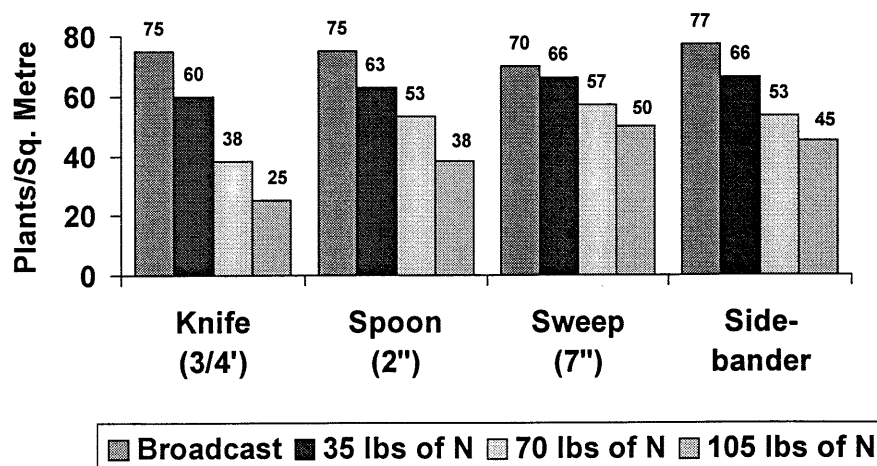 Plants/Sq. Metre
80
60
40
20
0
75 60 38 25
75 63 53 38
70 66 57 50
77 66 53 45
Knife
(3/4')
Spoon
(2")
Sweep
(7")
Side-
bander
Broadcast 35 lbs of N 70 lbs of N 105 lbs of N